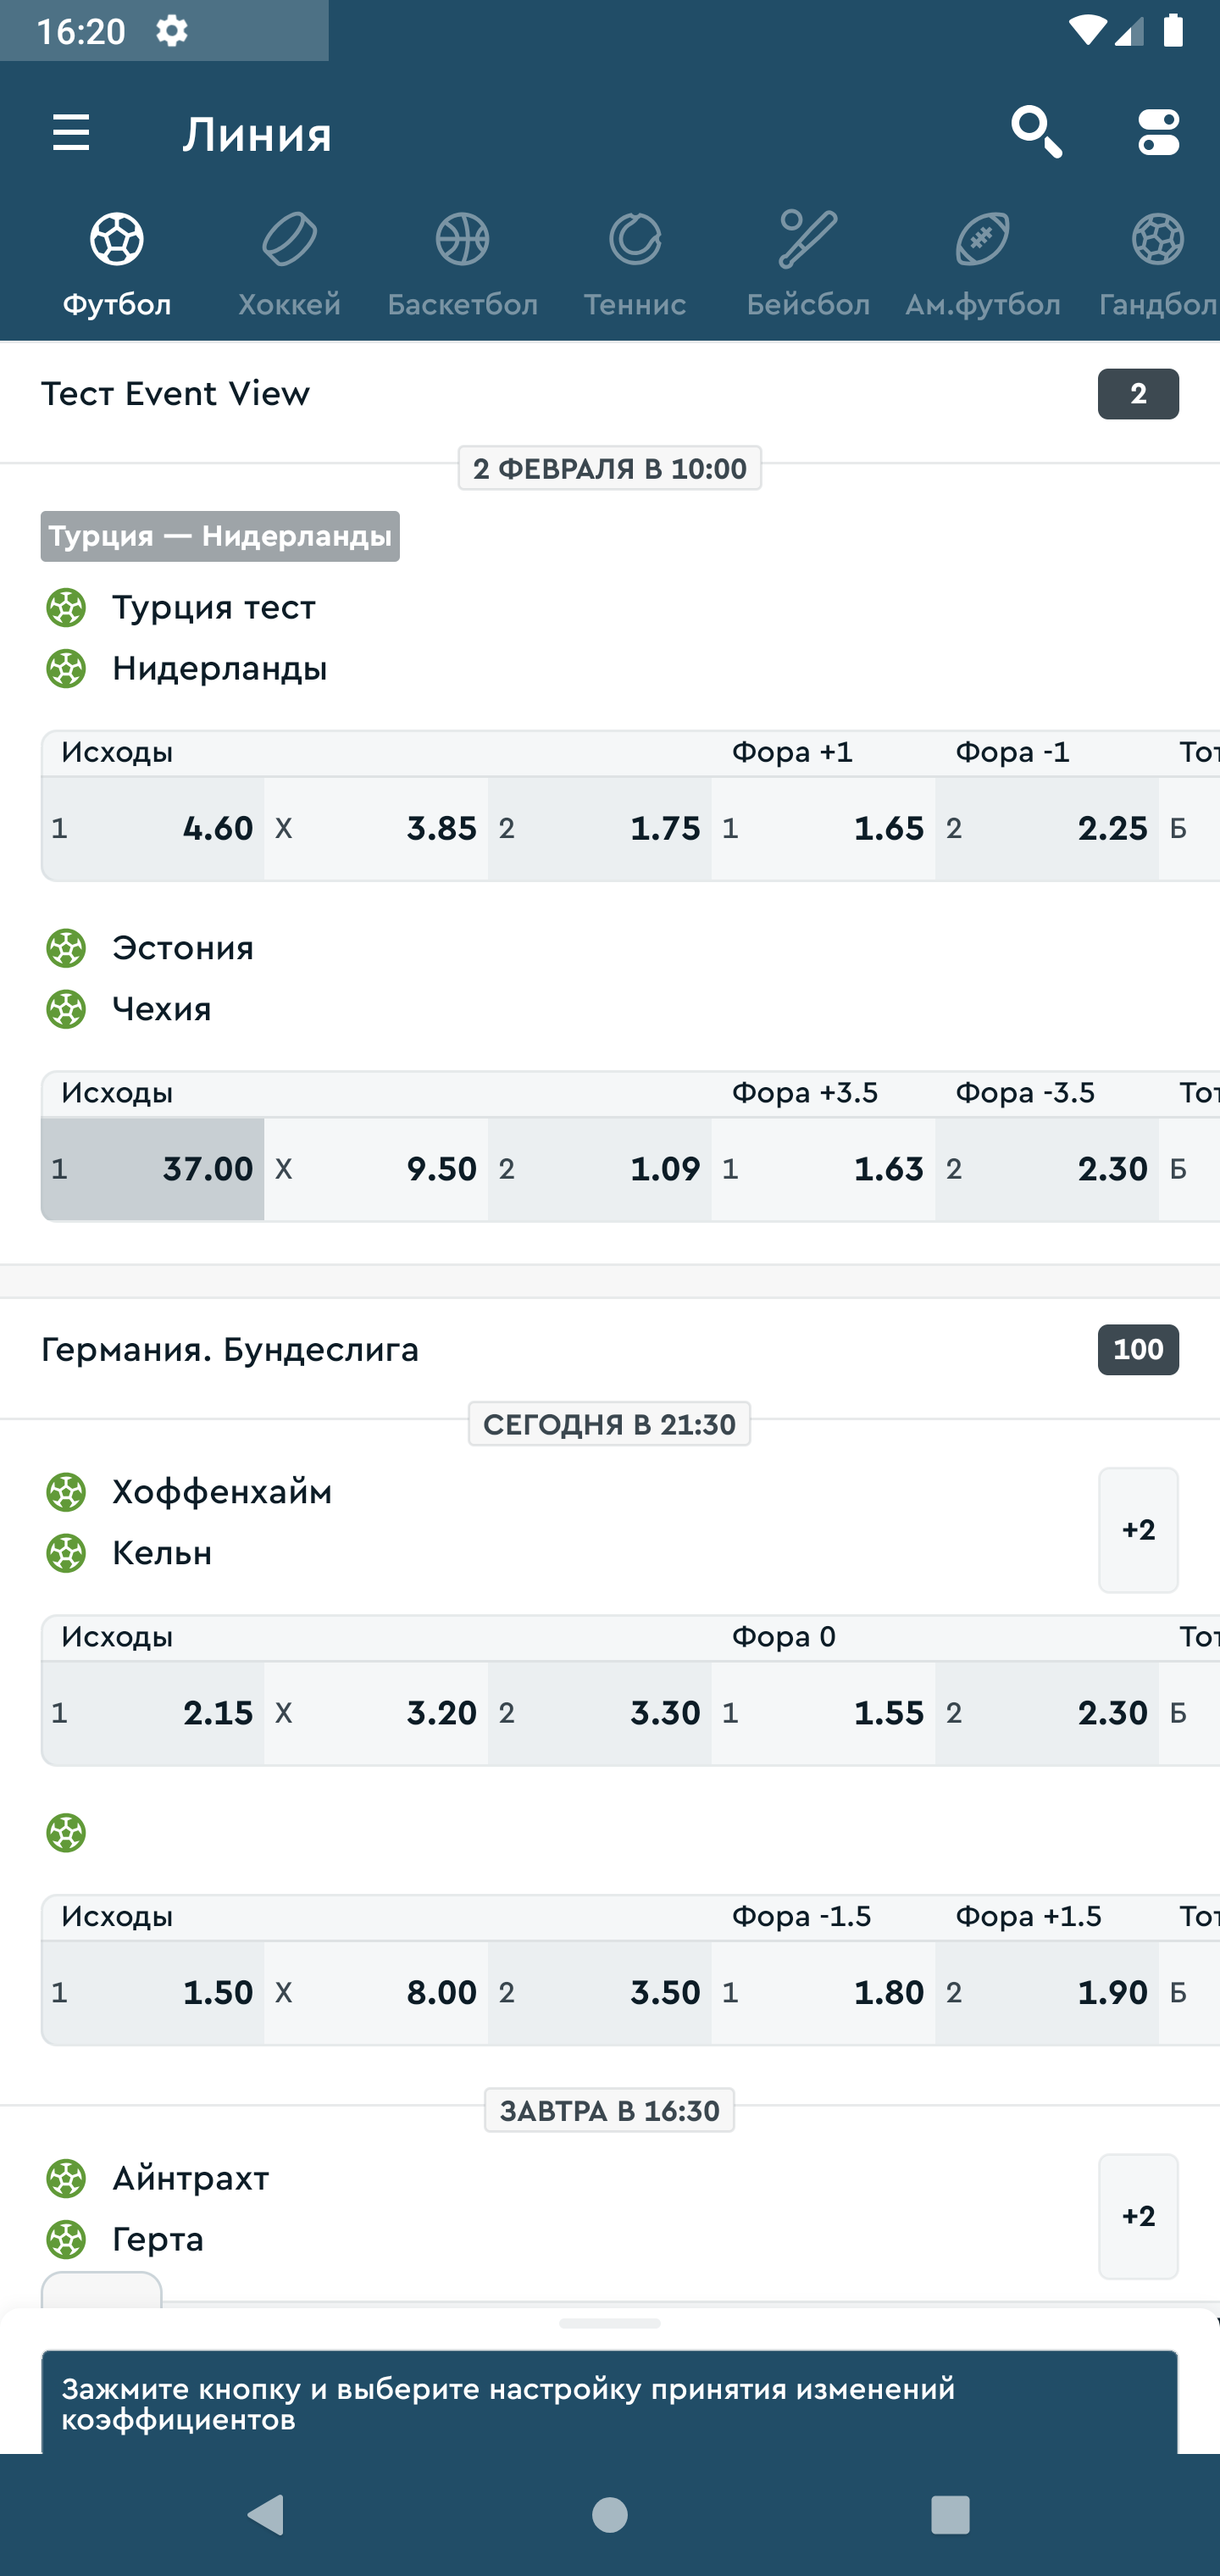 16:20
Линия
Футбол Хоккей Баскетбол Теннис Бейсбол Ам.футбол Гандбол
Тест Event View 2
2 ФЕВРАЛЯ В 10:00
Турция — Нидерланды
Турция тест
Нидерланды
Исходы Фора +1 Фора -1 Тот
1 4.60 X 3.85 2 1.75 1 1.65 2 2.25 Б
Эстония
Чехия
Исходы Фора +3.5 Фора -3.5 Тот
1 37.00 X 9.50 2 1.09 1 1.63 2 2.30 Б
Германия. Бундеслига 100
СЕГОДНЯ В 21:30
Хоффенхайм
+2
Кельн
Исходы Фора 0 Тот
1 2.15 X 3.20 2 3.30 1 1.55 2 2.30 Б
Исходы Фора -1.5 Фора +1.5 Тот
1 1.50 X 8.00 2 3.50 1 1.80 2 1.90 Б
ЗАВТРА В 16:30
Айнтрахт
+2
Герта
Зажмите кнопку и выберите настройку принятия изменений
коэффициентов